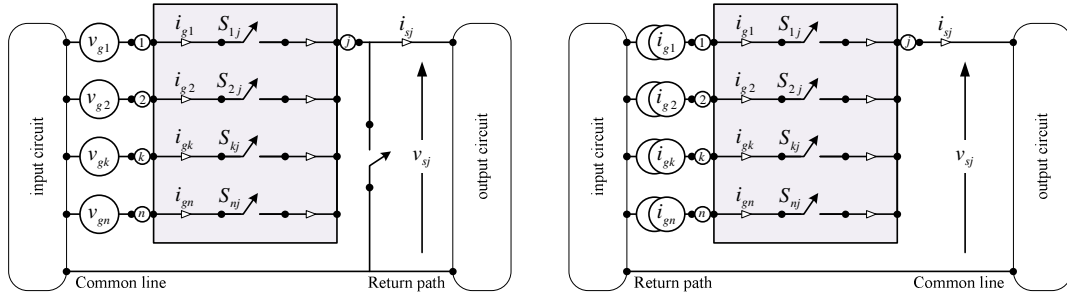 input circuit
v_g1
1
i_g1
S_1j
j
i_sj
v_g2
2
i_g2
S_2j
v_gk
k
i_gk
S_kj
v_sj
v_gn
n
i_gn
S_nj
Common line
Return path
output circuit
input circuit
i_g1
1
i_g1
S_1j
j
i_sj
i_g2
2
i_g2
S_2j
i_gk
k
i_gk
S_kj
v_sj
i_gn
n
i_gn
S_nj
Return path
Common line
output circuit